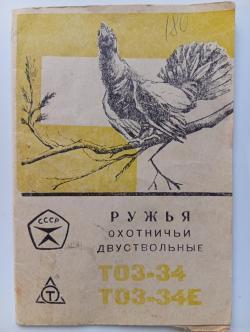 180
СССР
РУЖЬЯ
ОХОТНИЧЬИ
ДВУСТВОЛЬНЫЕ
ТОЗ-34
ТОЗ-34Е
Т